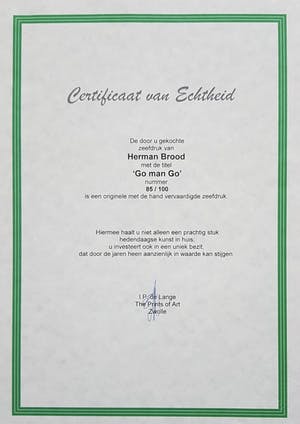 Certificaat van Echtheid
De door u gekochte
zeefdruk van
Herman Brood
met de titel
'Go man Go'
nummer
85 / 100
is een originele met de hand vervaardigde zeefdruk.
Hiermee haalt u niet alleen een prachtig stuk
hedendaagse kunst in huis;
u investeert ook in een uniek bezit,
dat door de jaren heen aanzienlijk in waarde kan stijgen.
I.P. de Lange
The Prints of Art
Zwolle